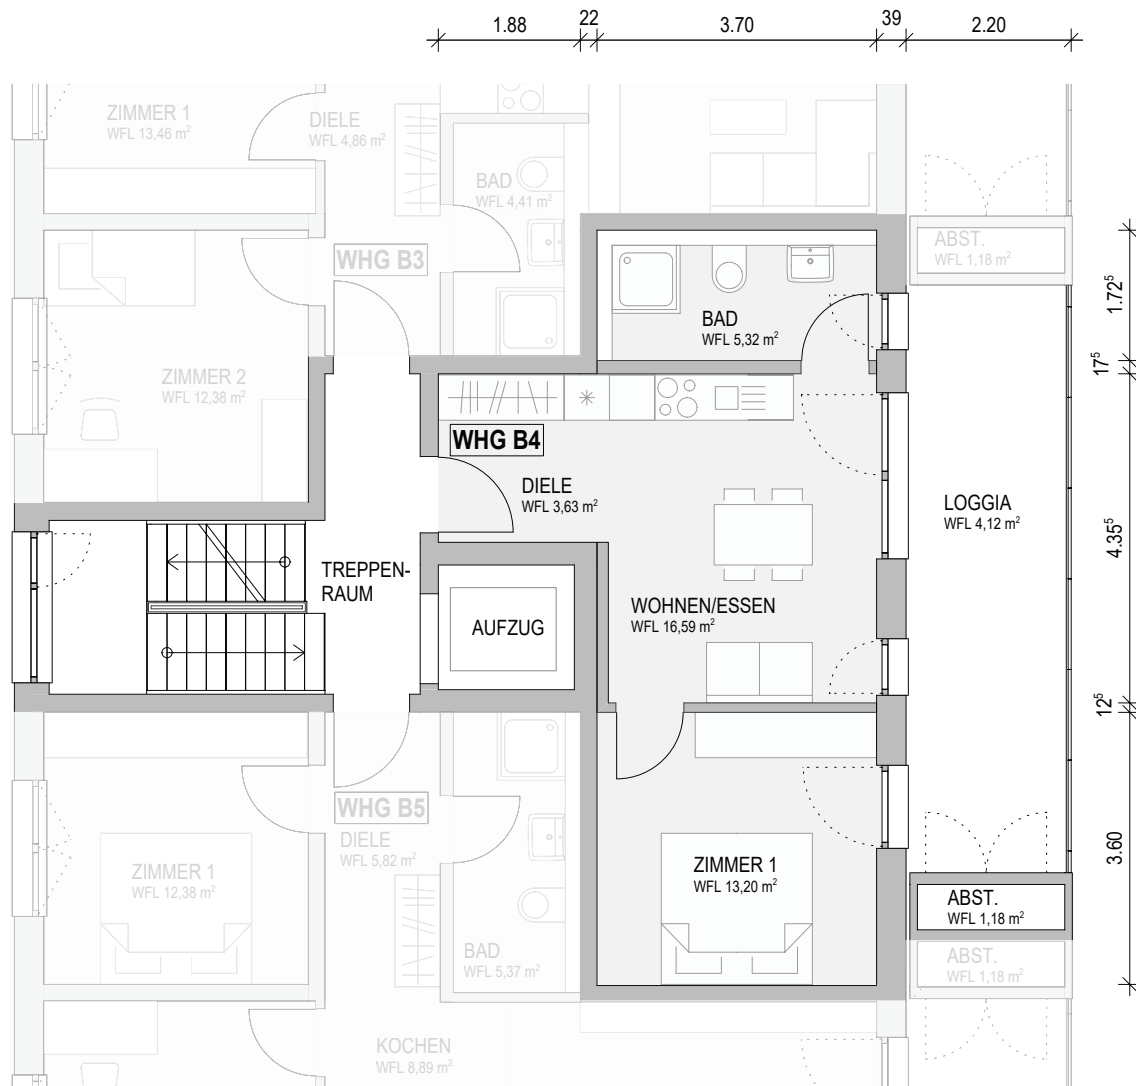 1.88 22 3.70 39 2.20
ZIMMER 1
WFL 13,46 m²
DIELE
WFL 4,86 m²
BAD
WFL 4,41 m²
WHG B3
ABST.
WFL 1,18 m²
1.72⁵
BAD
WFL 5,32 m²
17⁵
ZIMMER 2
WFL 12,38 m²
WHG B4
DIELE
WFL 3,63 m²
LOGGIA
WFL 4,12 m²
4.35⁵
TREPPEN-
RAUM
AUFZUG
WOHNEN/ESSEN
WFL 16,59 m²
12⁵
WHG B5
DIELE
WFL 5,82 m²
ZIMMER 1
WFL 12,38 m²
ZIMMER 1
WFL 13,20 m²
3.60
ABST.
WFL 1,18 m²
BAD
WFL 5,37 m²
ABST.
WFL 1,18 m²
KOCHEN
WFL 8,89 m²